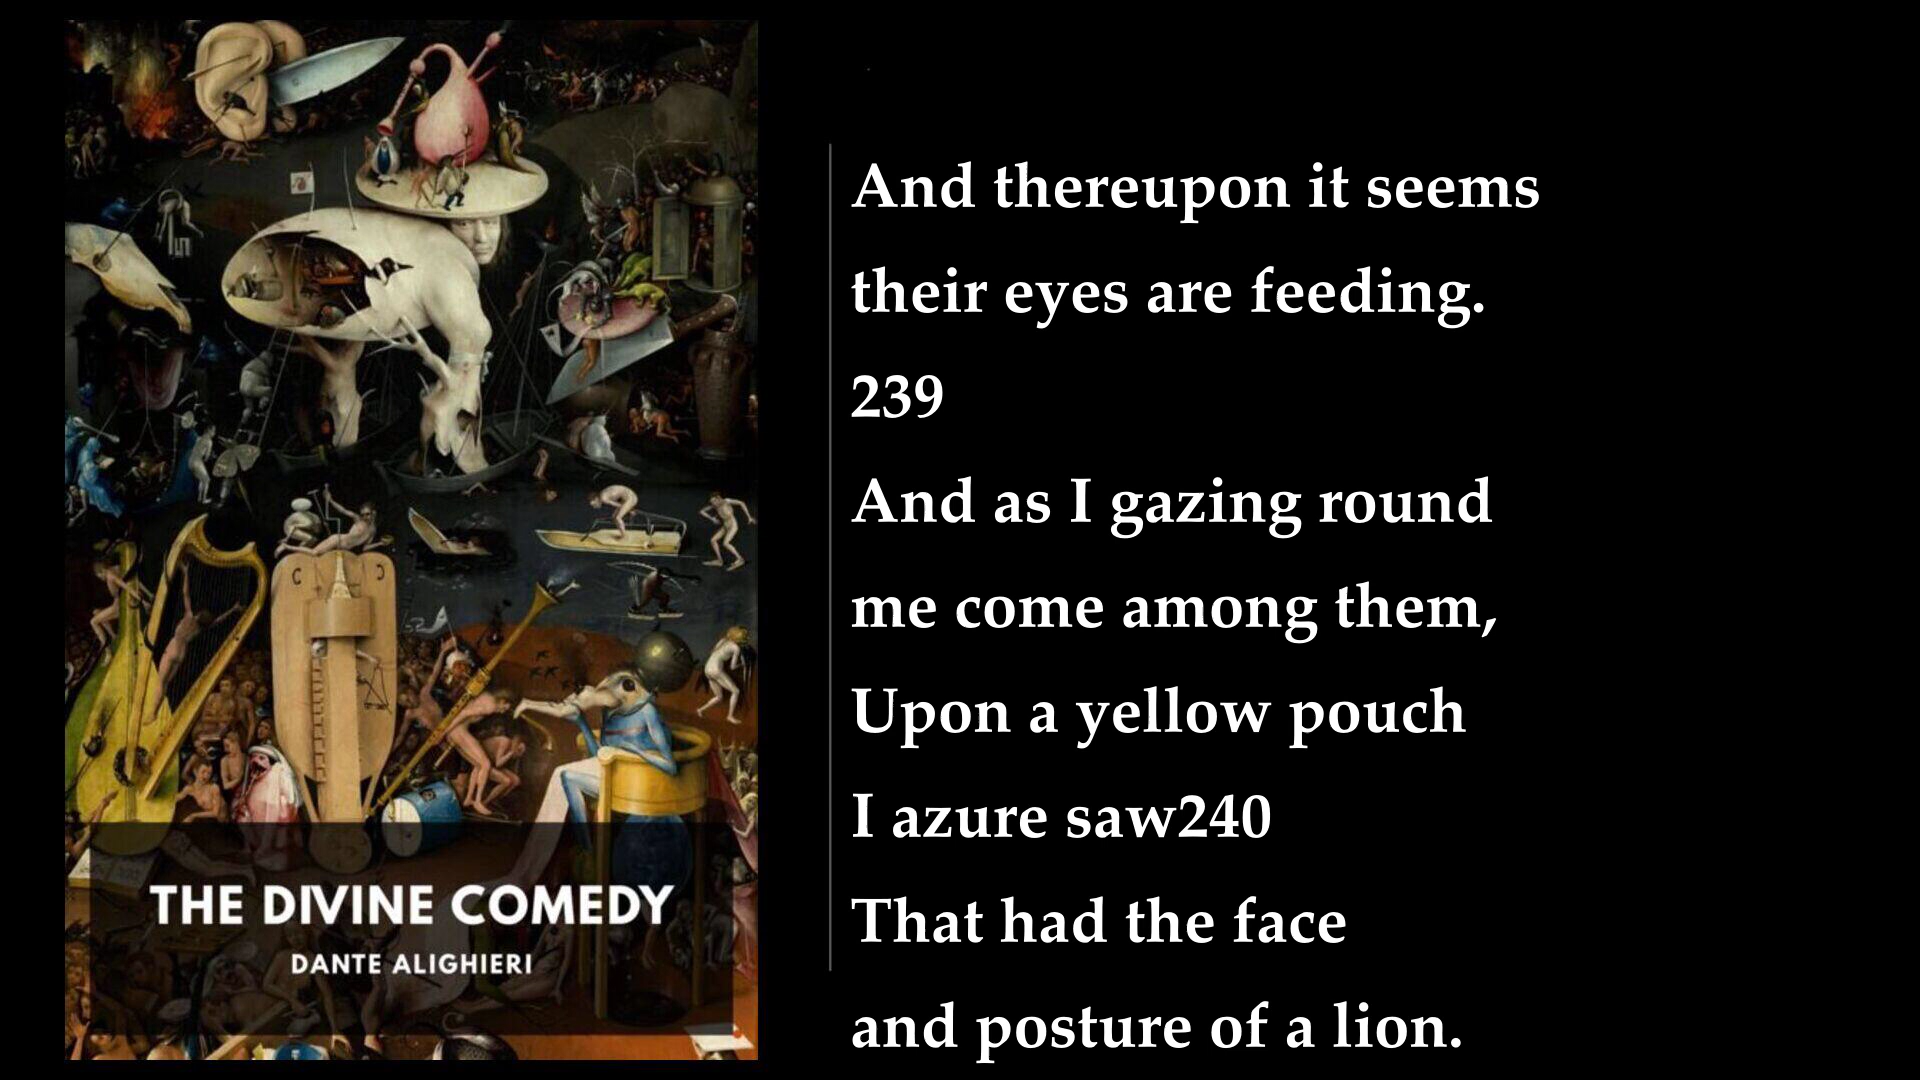 THE DIVINE COMEDY
DANTE ALIGHIERI
And thereupon it seems
their eyes are feeding.
239
And as I gazing round
me come among them,
Upon a yellow pouch
I azure saw240
That had the face
and posture of a lion.